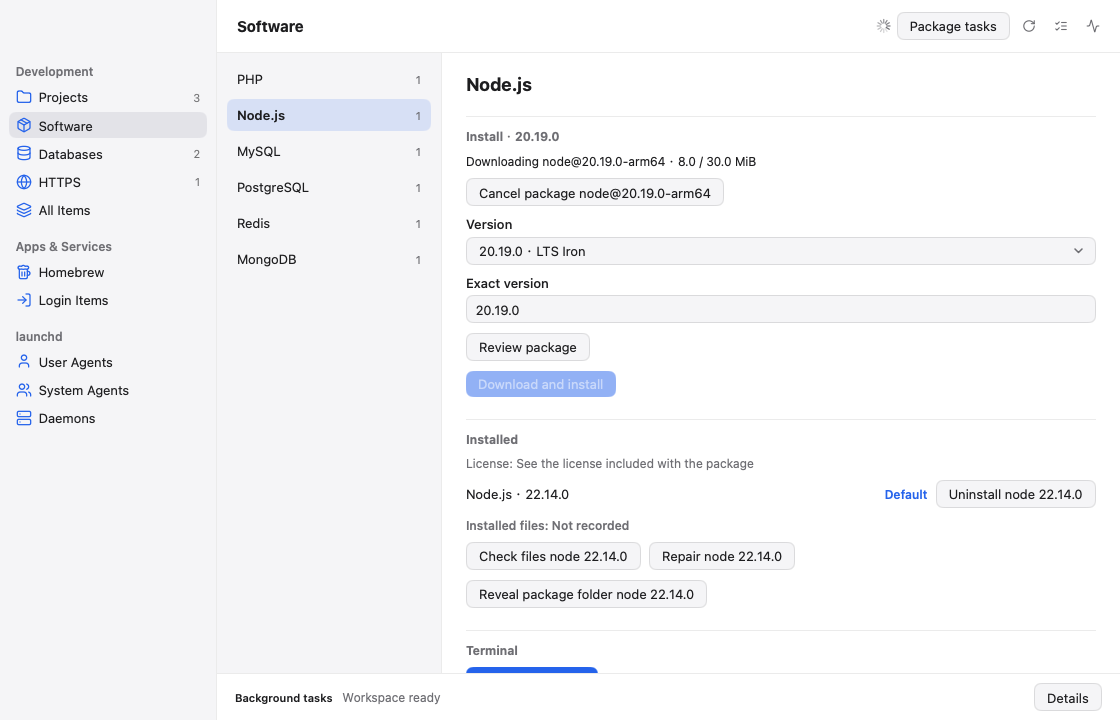 Software
Package tasks
Development
Projects 3
Software
Databases 2
HTTPS 1
All Items
Apps & Services
Homebrew
Login Items
launchd
User Agents
System Agents
Daemons
PHP 1
Node.js 1
MySQL 1
PostgreSQL 1
Redis 1
MongoDB 1
Node.js
Install · 20.19.0
Downloading node@20.19.0-arm64 · 8.0 / 30.0 MiB
Cancel package node@20.19.0-arm64
Version
20.19.0 · LTS Iron
Exact version
20.19.0
Review package
Download and install
Installed
License: See the license included with the package
Node.js · 22.14.0 Default Uninstall node 22.14.0
Installed files: Not recorded
Check files node 22.14.0 Repair node 22.14.0
Reveal package folder node 22.14.0
Terminal
Background tasks Workspace ready Details